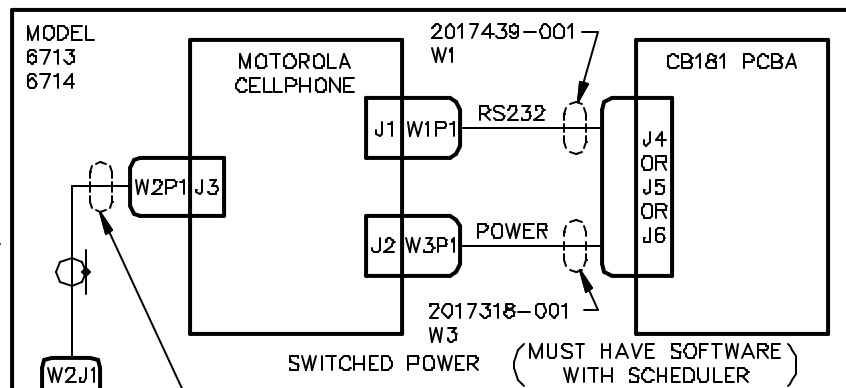 MODEL
6713
6714
MOTOROLA
CELLPHONE
2017439-001
W1
CB181 PCBA
J1 W1P1
RS232
J4
OR
J5
OR
J6
W2P1 J3
J2 W3P1
POWER
2017318-001
W3
W2J1
SWITCHED POWER
(MUST HAVE SOFTWARE
WITH SCHEDULER)